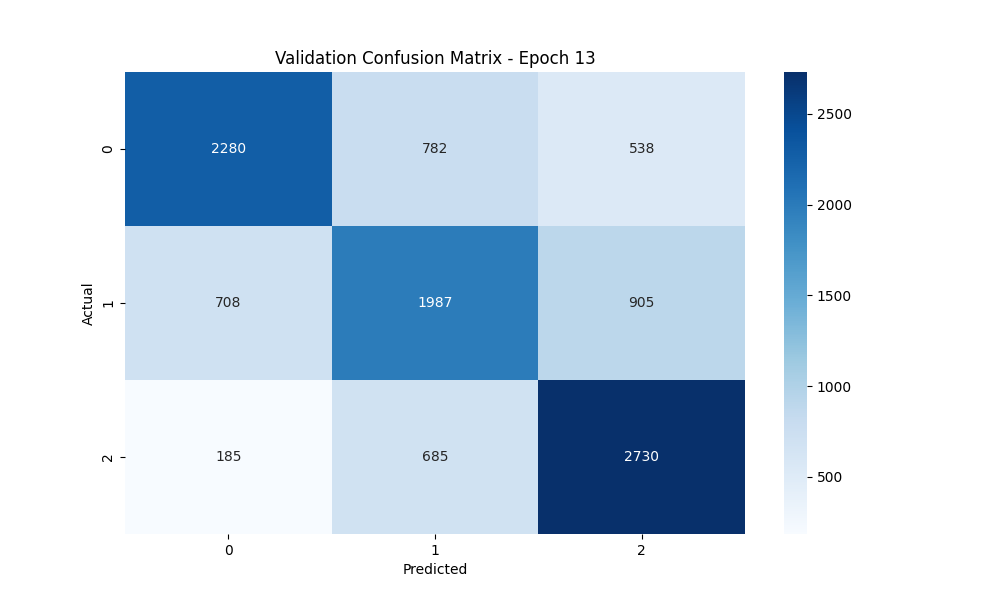 Validation Confusion Matrix - Epoch 13
2500
0 2280 782 538
2000
Actual
1 708 1987 905
1500
1000
2 185 685 2730
500
0 1 2
Predicted